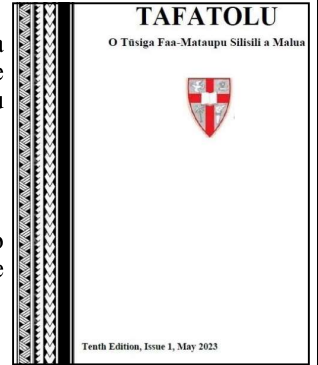 TAFATOLU
O Tūsiga Faa-Mataupu Silisili a Malua
Tenth Edition, Issue 1, May 2023